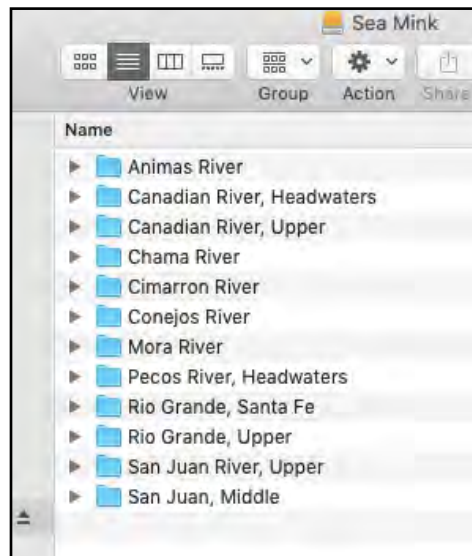 Sea Mink
View Group Action Share
Name
Animas River
Canadian River, Headwaters
Canadian River, Upper
Chama River
Cimarron River
Conejos River
Mora River
Pecos River, Headwaters
Rio Grande, Santa Fe
Rio Grande, Upper
San Juan River, Upper
San Juan, Middle